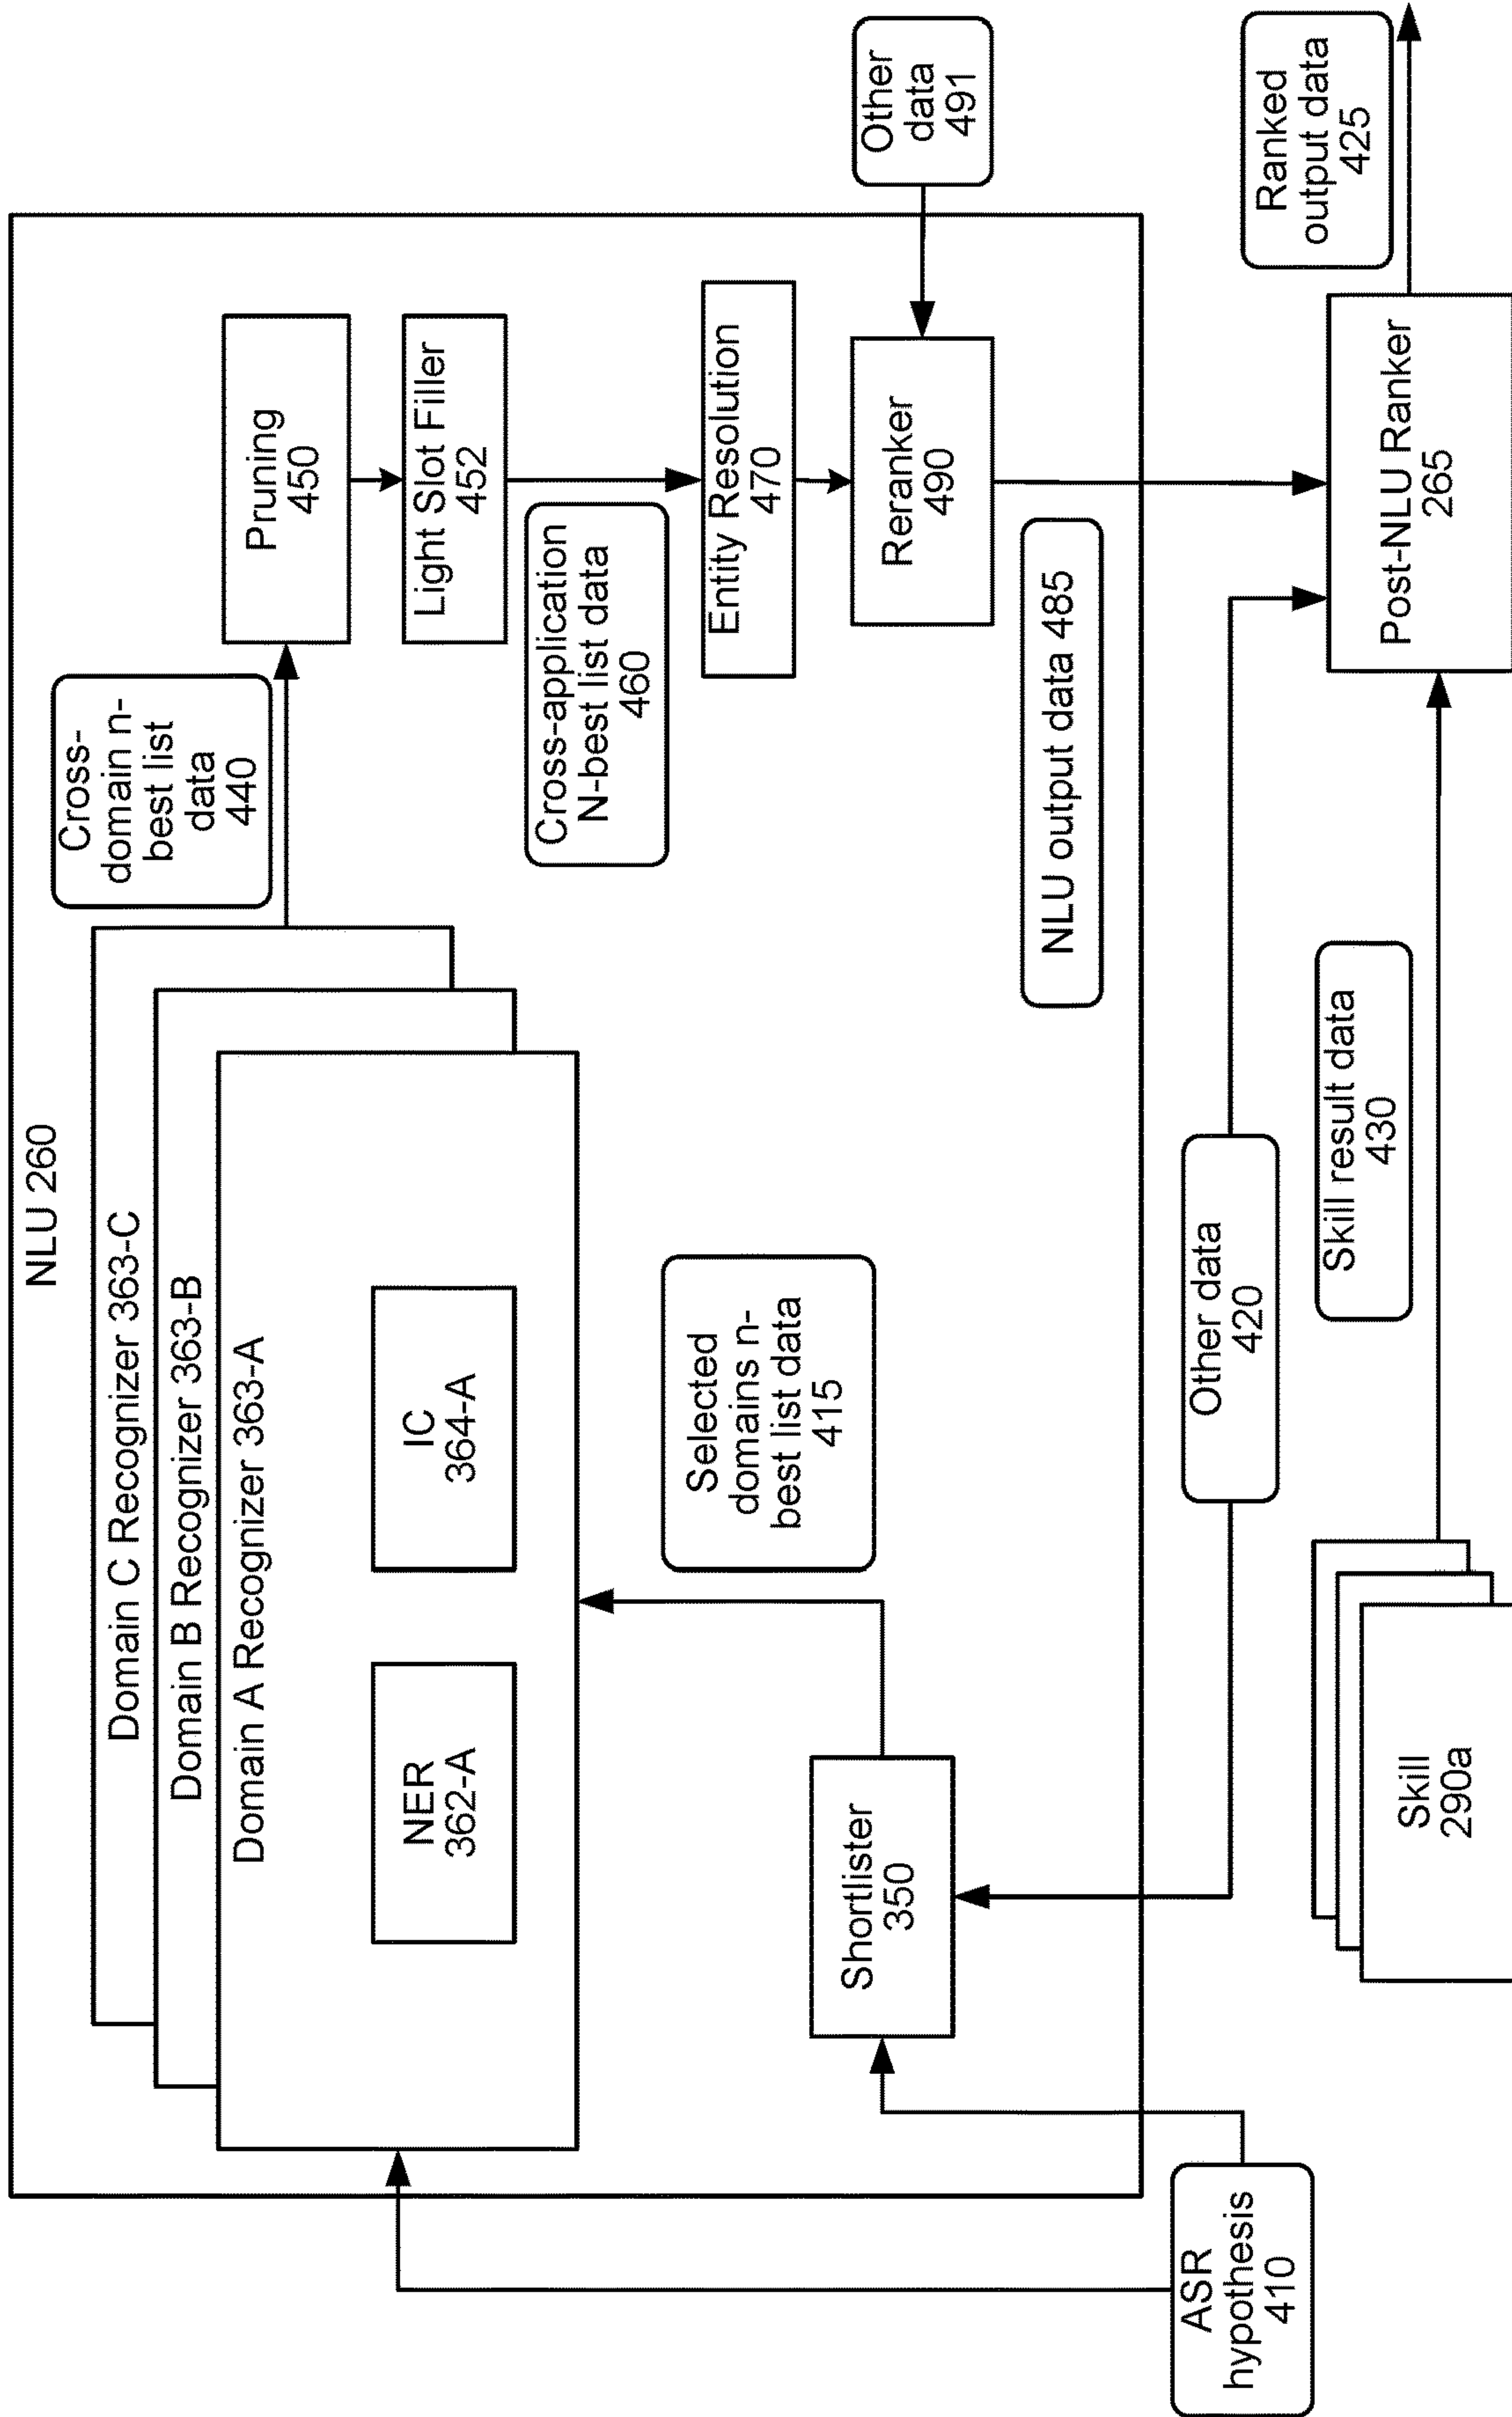 NLU 260
Domain C Recognizer 363-C
Domain B Recognizer 363-B
Domain A Recognizer 363-A
NER
362-A
IC
364-A
Cross-
domain n-
best list
data
440
Pruning
450
Light Slot Filler
452
Cross-application
N-best list data
460
Entity Resolution
470
Reranker
490
Other
data
491
Selected
domains n-
best list data
415
Shortlister
350
NLU output data 485
ASR
hypothesis
410
Other data
420
Skill result data
430
Skill
290a
Post-NLU Ranker
265
Ranked
output data
425